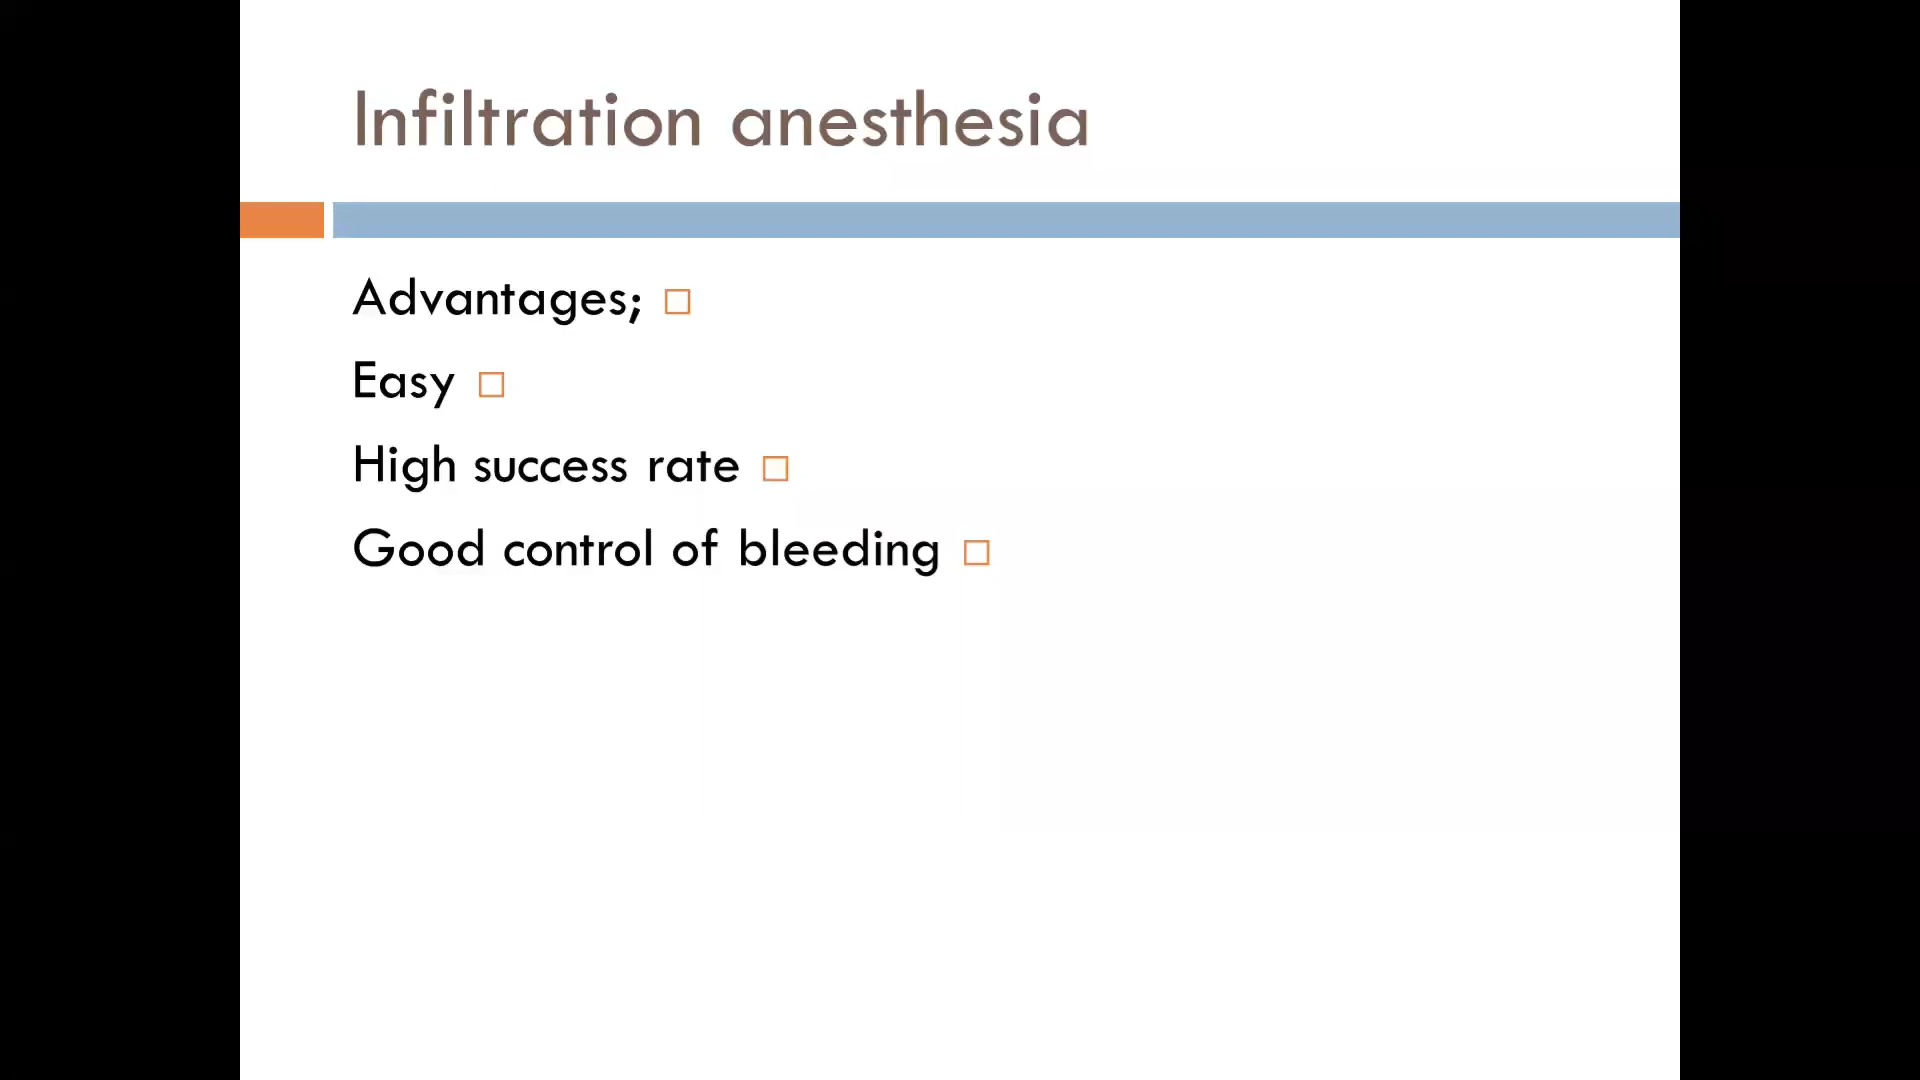 Infiltration anesthesia
Advantages;
Easy
High success rate
Good control of bleeding